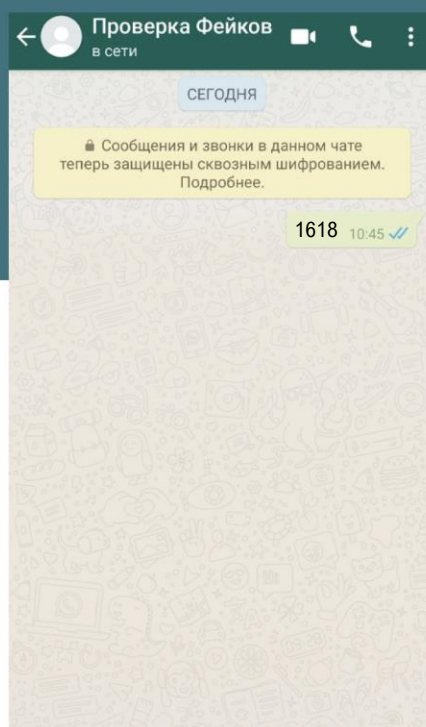 Проверка Фейков
в сети
СЕГОДНЯ
Сообщения и звонки в данном чате
теперь защищены сквозным шифрованием.
Подробнее.
1618 10:45